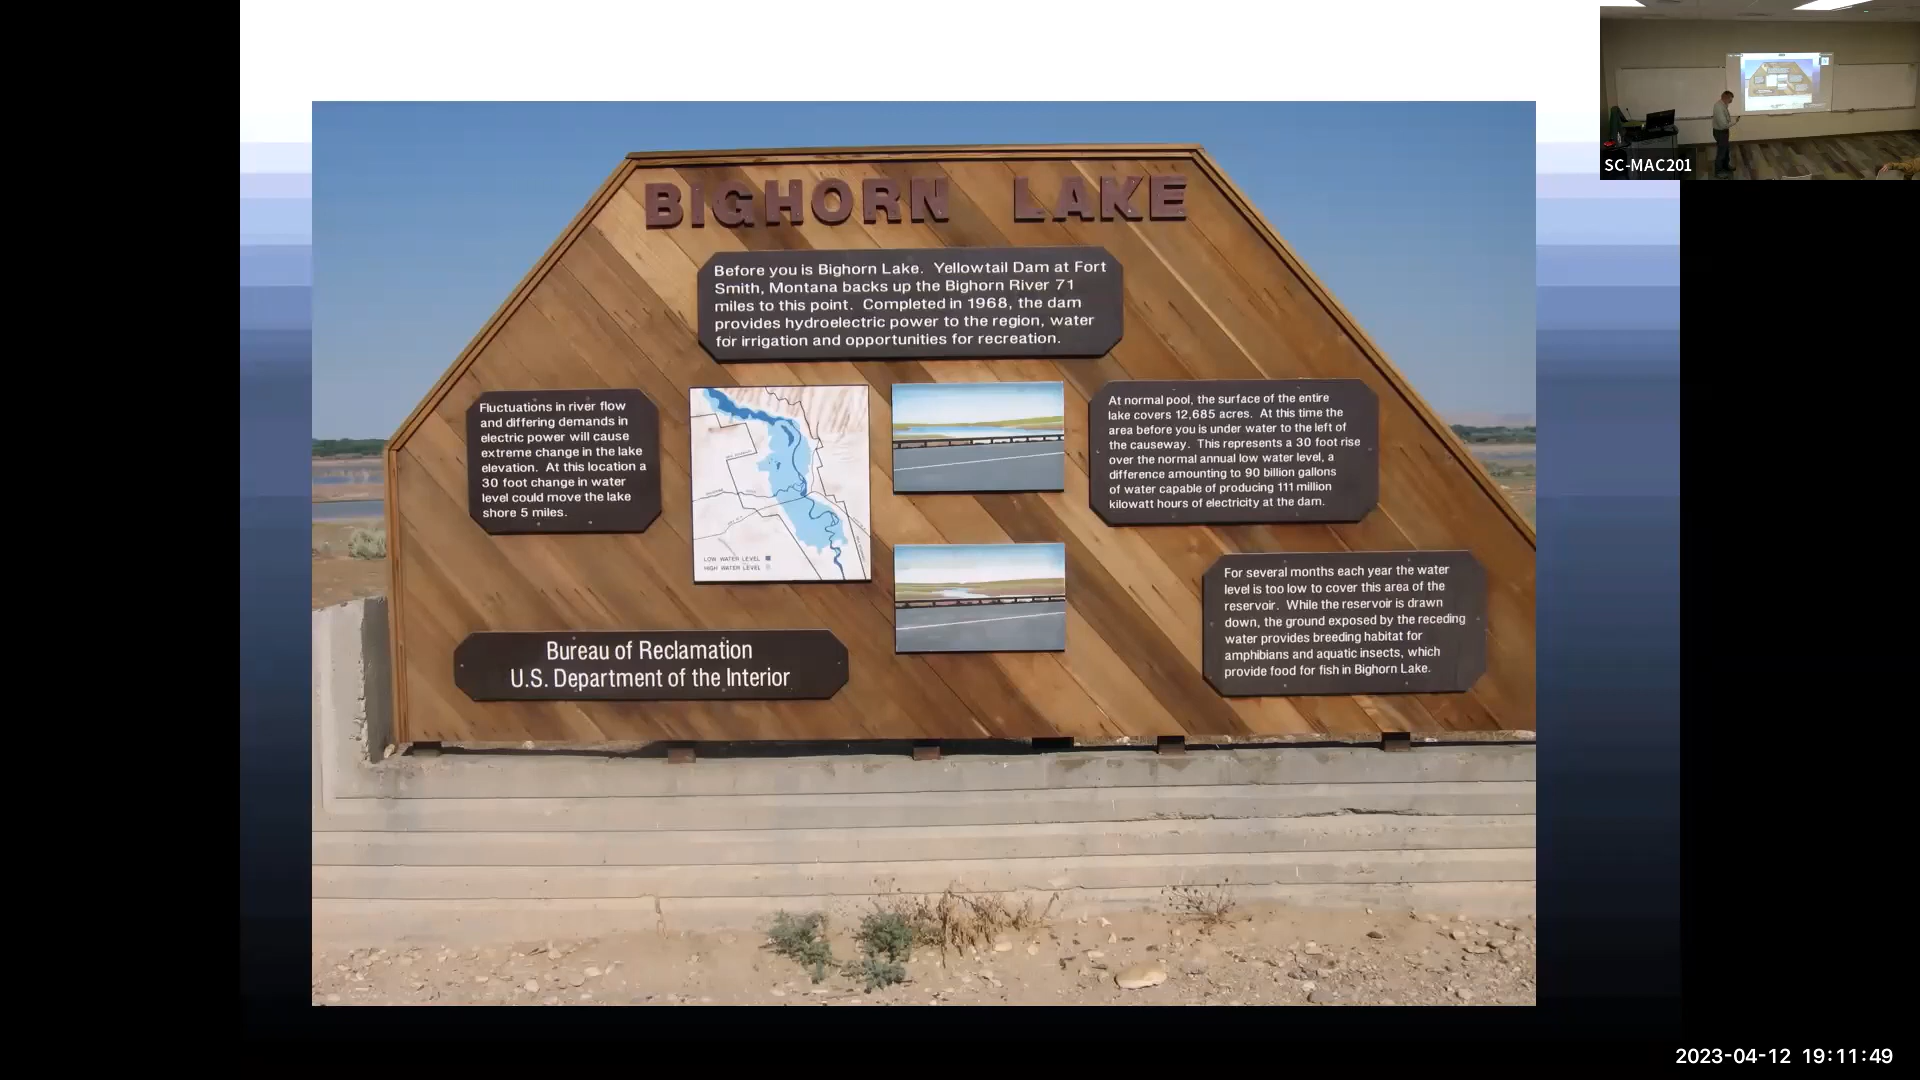 SC-MAC201
BIGHORN LAKE
Before you is Bighorn Lake. Yellowtail Dam at Fort
Smith, Montana backs up the Bighorn River 71
miles to this point. Completed in 1968, the dam
provides hydroelectric power to the region, water
for irrigation and opportunities for recreation.
Fluctuations in river flow
and differing demands in
electric power will cause
extreme change in the lake
elevation. At this location a
30 foot change in water
level could move the lake
shore 5 miles.
LOW WATER LEVEL
HIGH WATER LEVEL
At normal pool, the surface of the entire
lake covers 12,685 acres. At this time the
area before you is under water to the left of
the causeway. This represents a 30 foot rise
over the normal annual low water level, a
difference amounting to 90 billion gallons
of water capable of producing 111 million
kilowatt hours of electricity at the dam.
For several months each year the water
level is too low to cover this area of the
reservoir. While the reservoir is drawn
down, the ground exposed by the receding
water provides breeding habitat for
amphibians and aquatic insects, which
provide food for fish in Bighorn Lake.
Bureau of Reclamation
U.S. Department of the Interior
2023-04-12 19:11:49